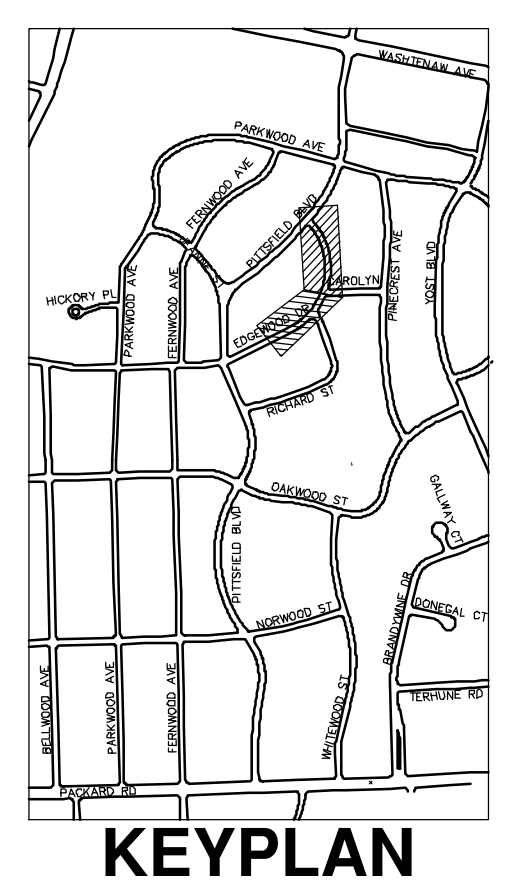 WASHTENAW AVE
PARKWOOD AVE
FERNWOOD AVE
PITTSFIELD BLVD
PARKWOOD AVE
FERNWOOD AVE
HICKORY PL
CAROLYN
PINECREST AVE
YOST BLVD
EDGEWOOD DR
RICHARD ST
OAKWOOD ST
GALLWAY CT
PITTSFIELD BLVD
BRANDYWINE DR
DONEGAL CT
NORWOOD ST
BELLWOOD AVE
PARKWOOD AVE
FERNWOOD AVE
WHITEWOOD ST
TERHUNE RD
PACKARD RD
KEYPLAN